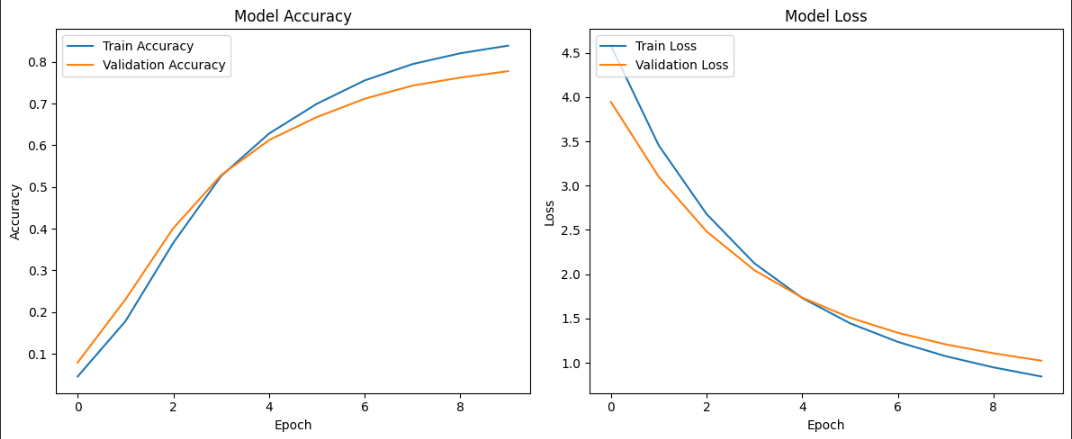 Model Accuracy
Train Accuracy
Validation Accuracy
0.8
0.7
0.6
0.5
0.4
0.3
0.2
0.1
Accuracy
0 2 4 6 8
Epoch
Model Loss
Train Loss
Validation Loss
4.5
4.0
3.5
3.0
2.5
2.0
1.5
1.0
Loss
0 2 4 6 8
Epoch